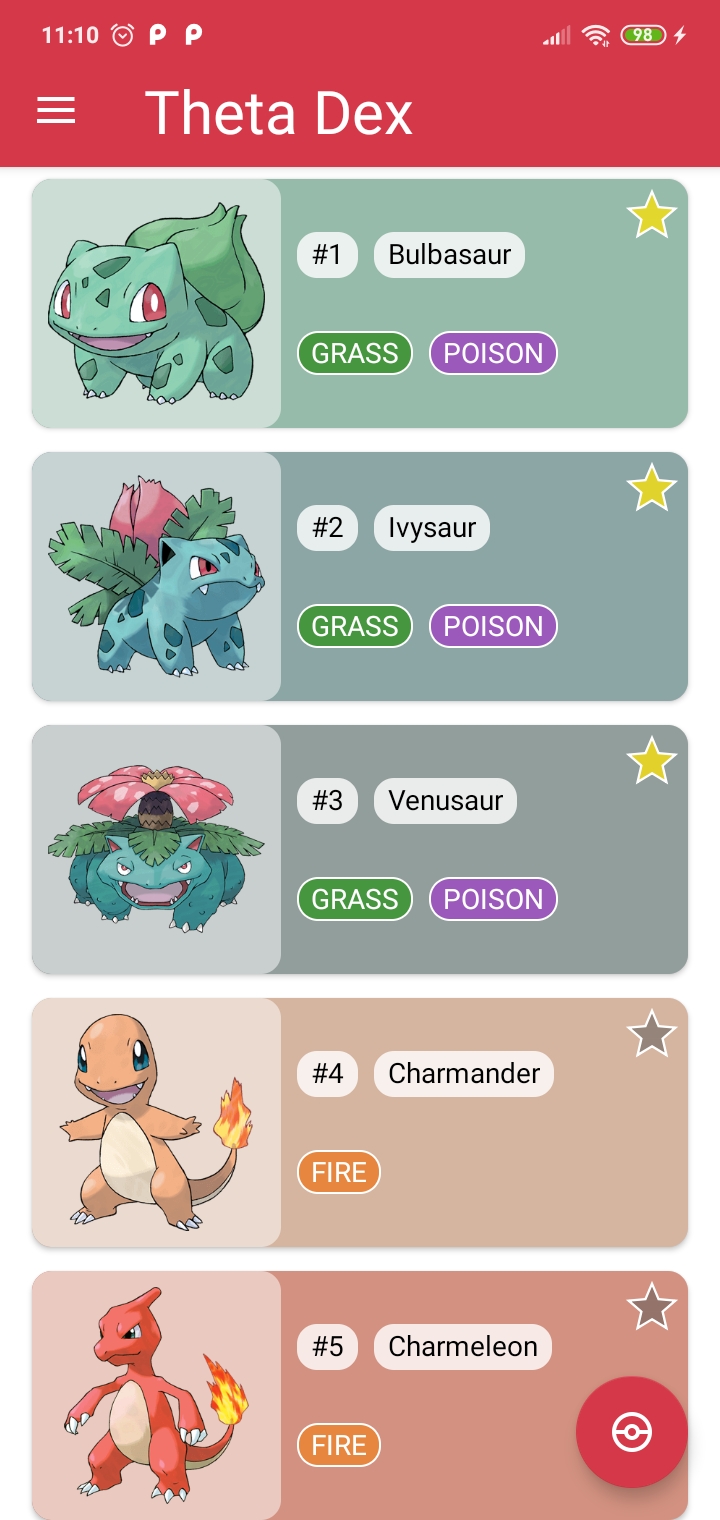 11:10 98
Theta Dex
#1 Bulbasaur
GRASS POISON
#2 Ivysaur
GRASS POISON
#3 Venusaur
GRASS POISON
#4 Charmander
FIRE
#5 Charmeleon
FIRE